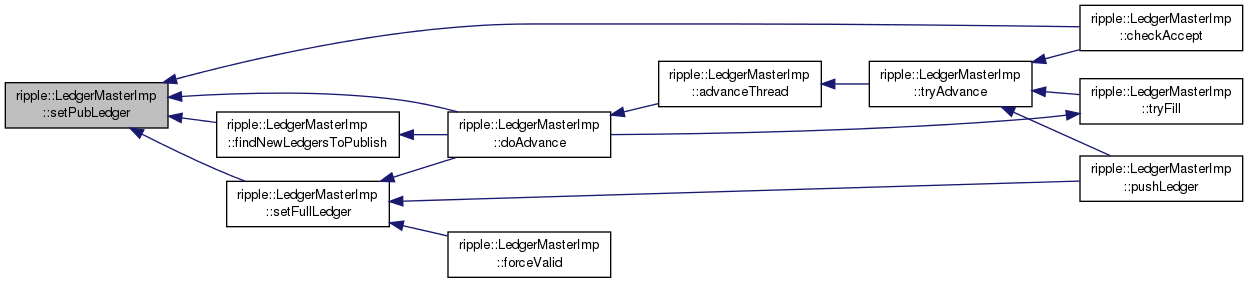 ripple::LedgerMasterImp
::setPubLedger
ripple::LedgerMasterImp
::checkAccept
ripple::LedgerMasterImp
::doAdvance
ripple::LedgerMasterImp
::findNewLedgersToPublish
ripple::LedgerMasterImp
::setFullLedger
ripple::LedgerMasterImp
::advanceThread
ripple::LedgerMasterImp
::tryAdvance
ripple::LedgerMasterImp
::tryFill
ripple::LedgerMasterImp
::pushLedger
ripple::LedgerMasterImp
::forceValid